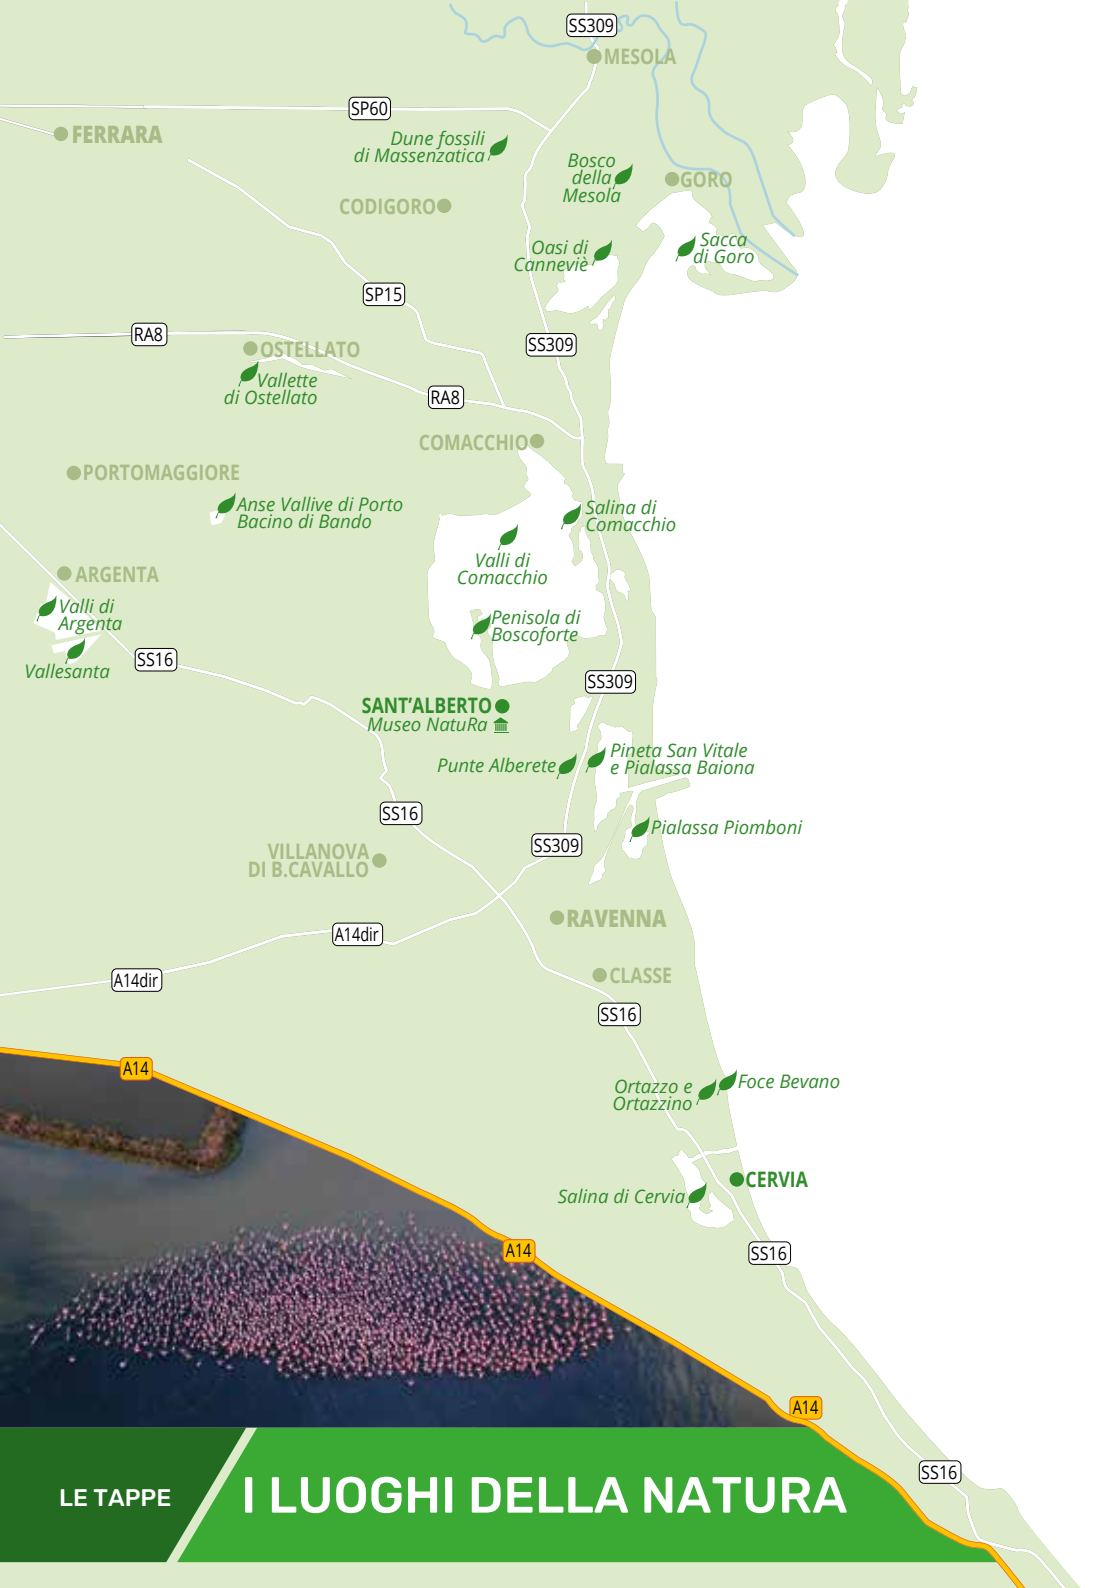 SS309
MESOLA
SP60
FERRARA
Dune fossili
di Massenzatica
Bosco
della
Mesola
GORO
CODIGORO
Oasi di
Canneviè
Sacca
di Goro
SP15
RA8
SS309
OSTELLATO
Vallette
di Ostellato
RA8
COMACCHIO
PORTOMAGGIORE
Anse Vallive di Porto
Bacino di Bando
Salina di
Comacchio
Valli di
Comacchio
ARGENTA
Valli di
Argenta
Penisola di
Boscoforte
Vallesanta
SS16
SS309
SANT'ALBERTO
Museo NatuRa
Punte Alberete
Pineta San Vitale
e Pialassa Baiona
SS16
Pialassa Piomboni
SS309
VILLANOVA
DI B.CAVALLO
RAVENNA
A14dir
A14dir
CLASSE
SS16
A14
Ortazzo e
Ortazzino
Foce Bevano
CERVIA
Salina di Cervia
A14
SS16
A14
SS16
LE TAPPE
I LUOGHI DELLA NATURA